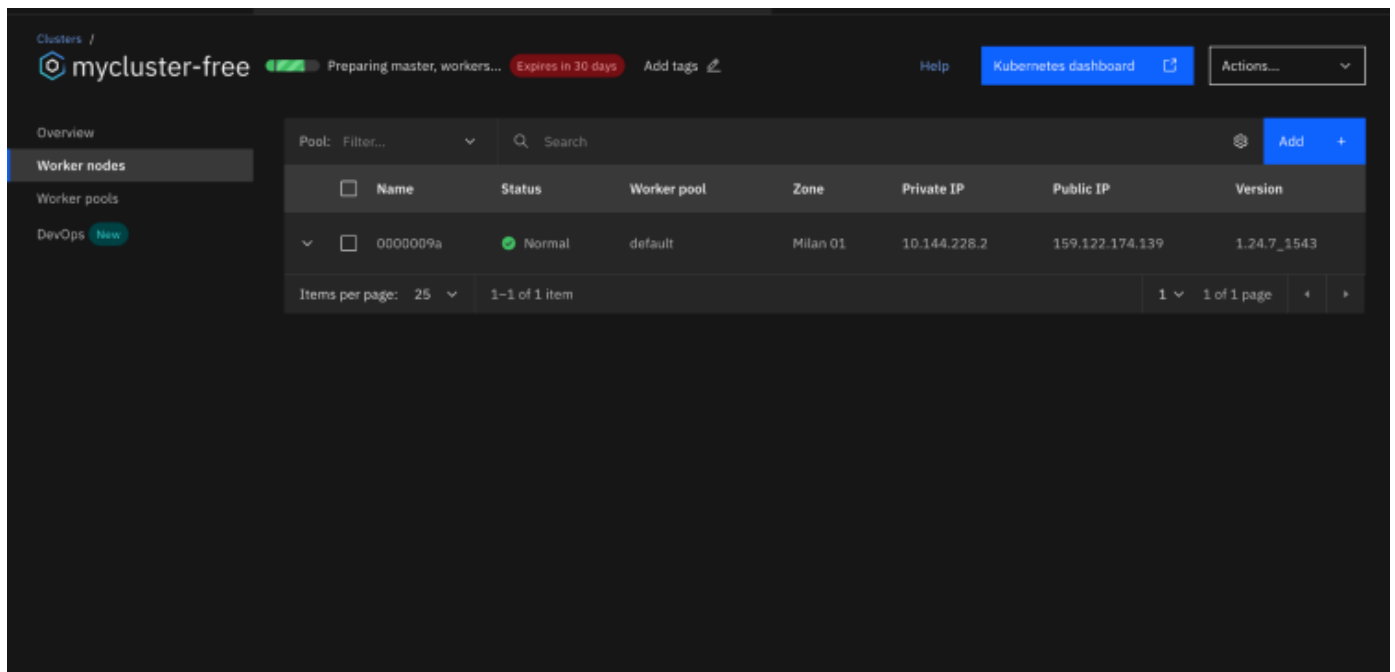 Clusters /
mycluster-free Preparing master, workers... Expires in 30 days Add tags Help Kubernetes dashboard Actions...
Overview
Worker nodes
Worker pools
DevOps New
Pool: Filter... Search Add +
Name Status Worker pool Zone Private IP Public IP Version
0000009a Normal default Milan 01 10.144.228.2 159.122.174.139 1.24.7_1543
Items per page: 25 1–1 of 1 item 1 1 of 1 page